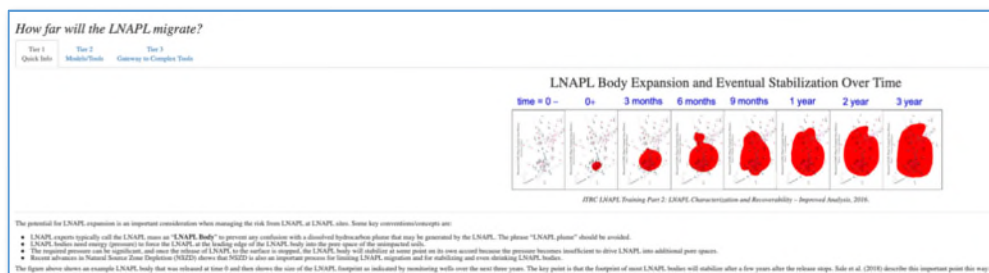 How far will the LNAPL migrate?
Tier 1 Tier 2 Tier 3
Quick Info Models/Tools Gateway to Complex Tools
LNAPL Body Expansion and Eventual Stabilization Over Time
time = 0 – 0+ 3 months 6 months 9 months 1 year 2 year 3 year
ITRC LNAPL Training Part 2: LNAPL Characterization and Recoverability – Improved Analysis, 2016.
The potential for LNAPL expansion is an important consideration when managing the risk from LNAPL at LNAPL sites. Some key conventions/concepts are:
• LNAPL experts typically call the LNAPL mass an "LNAPL Body" to prevent any confusion with a dissolved hydrocarbon plume that may be generated by the LNAPL. The phrase "LNAPL plume" should be avoided.
• LNAPL bodies need energy (pressure) to force the LNAPL at the leading edge of the LNAPL body into the pore space of the unimpacted soils.
• The required pressure can be significant, and once the release of LNAPL to the surface is stopped, the LNAPL body will stabilize at some point on its own accord because the pressure becomes insufficient to drive LNAPL into additional pore spaces.
• Recent advances in Natural Source Zone Depletion (NSZD) shows that NSZD is also an important process for limiting LNAPL migration and for stabilizing and even shrinking LNAPL bodies.
The figure above shows an example LNAPL body that was released at time 0 and then shows the size of the LNAPL footprint as indicated by monitoring wells over the next three years. The key point is that the footprint of most LNAPL bodies will stabilize after a few years after the release stops. Sale et al. (2018) describe this important point this way